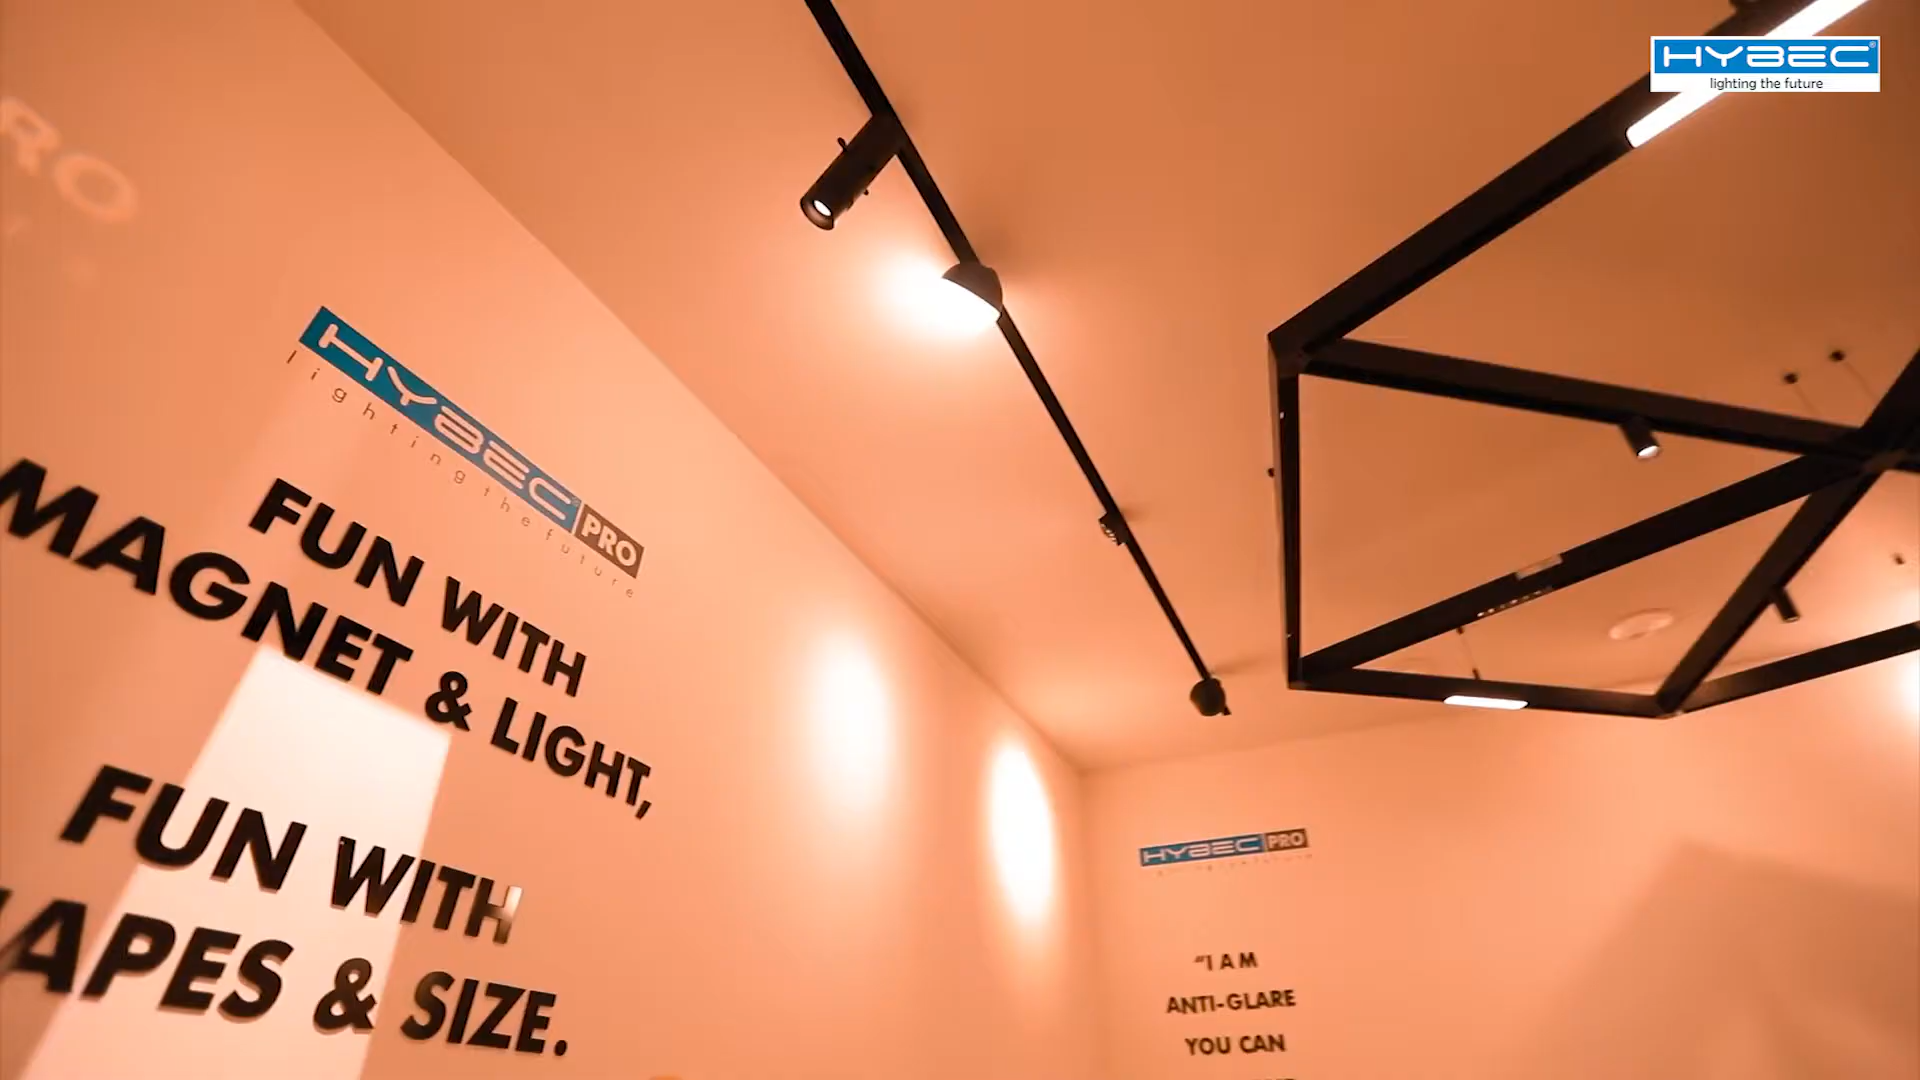 HYBEC®
lighting the future
RO
HYBEC® PRO
lighting the future
FUN WITH
MAGNET & LIGHT,
FUN WITH
APES & SIZE.
HYBEC PRO
"I AM
ANTI-GLARE
YOU CAN